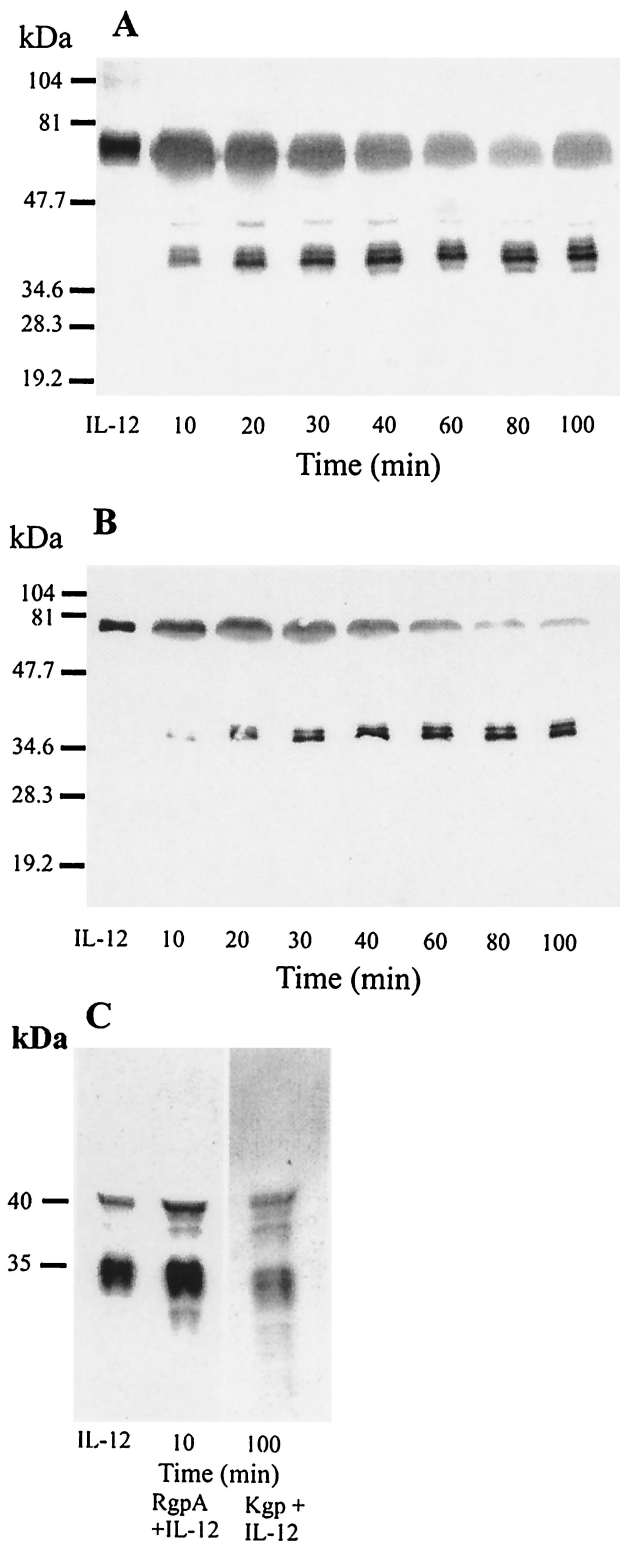 A
kDa
104
81
47.7
34.6
28.3
19.2
IL-12 10 20 30 40 60 80 100
Time (min)
B
kDa
104
81
47.7
34.6
28.3
19.2
IL-12 10 20 30 40 60 80 100
Time (min)
C
kDa
40
35
IL-12 10 100
Time (min)
RgpA Kgp +
+IL-12 IL-12